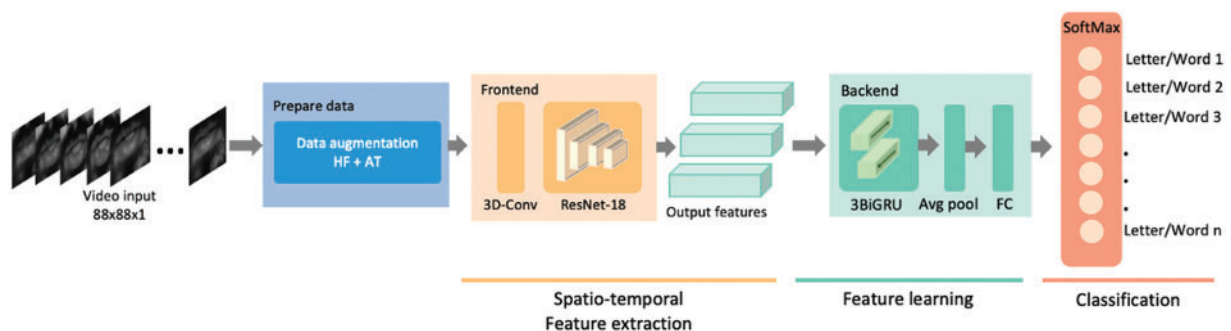 Video input
88x88x1
Prepare data
Data augmentation
HF + AT
Frontend
3D-Conv
ResNet-18
Output features
Backend
3BiGRU
Avg pool
FC
SoftMax
Letter/Word 1
Letter/Word 2
Letter/Word 3
.
.
.
Letter/Word n
Spatio-temporal
Feature extraction
Feature learning
Classification